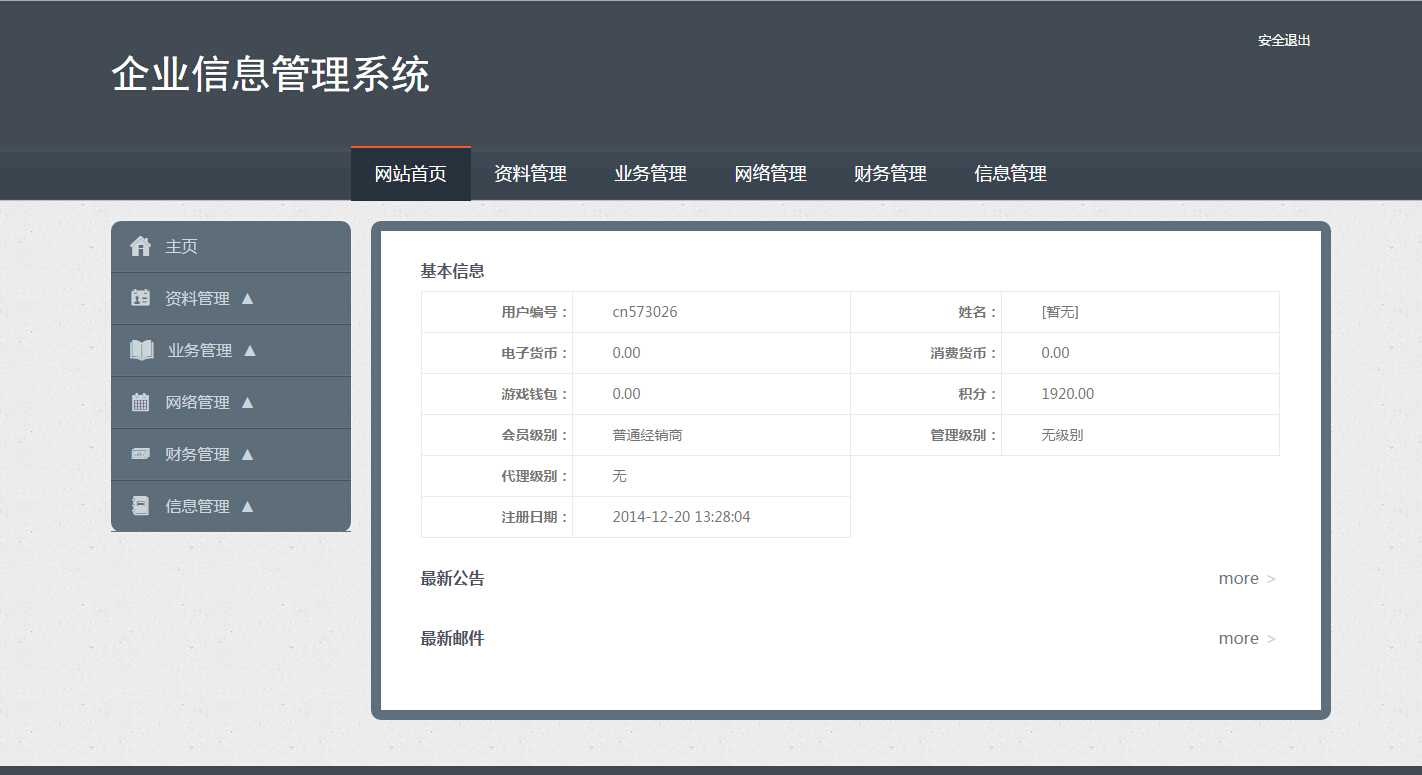 安全退出
企业信息管理系统
网站首页 资料管理 业务管理 网络管理 财务管理 信息管理
主页
资料管理 ▲
业务管理 ▲
网络管理 ▲
财务管理 ▲
信息管理 ▲
基本信息
用户编号： cn573026 姓名： [暂无]
电子货币： 0.00 消费货币： 0.00
游戏钱包： 0.00 积分： 1920.00
会员级别： 普通经销商 管理级别： 无级别
代理级别： 无
注册日期： 2014-12-20 13:28:04
最新公告 more >
最新邮件 more >